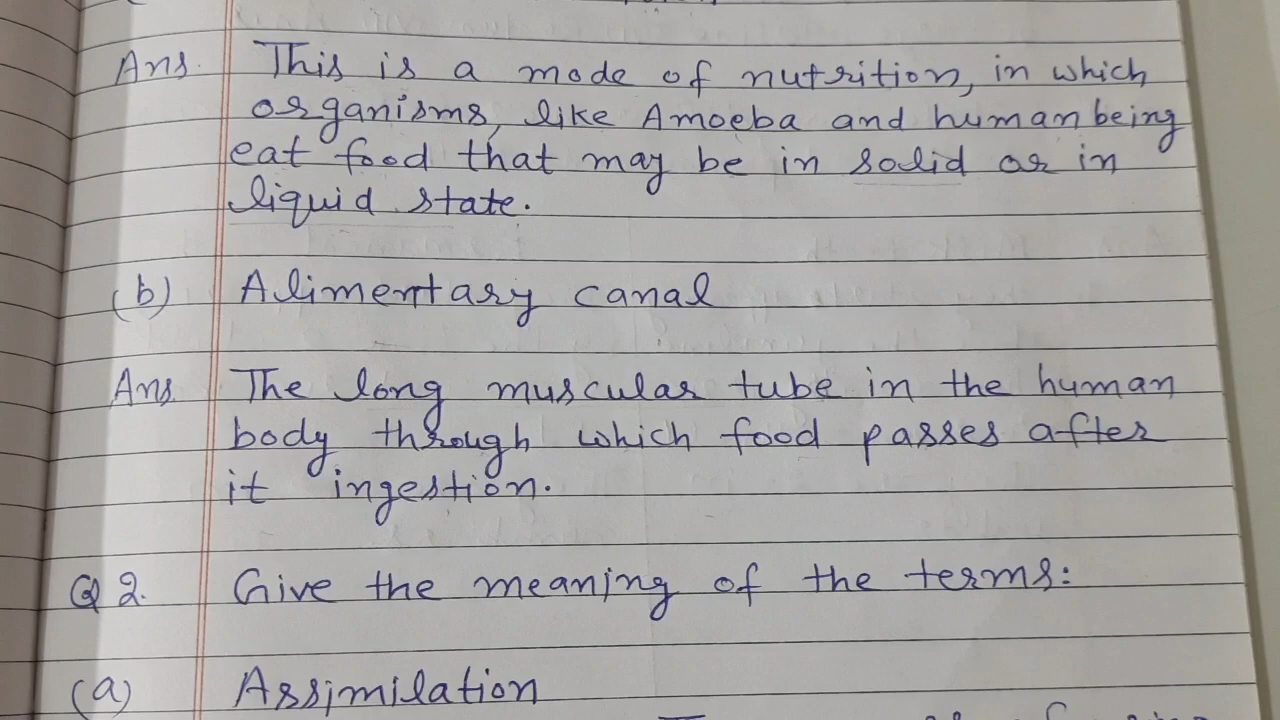 Ans. This is a mode of nutrition, in which
organisms, like Amoeba and human being
eat food that may be in solid or in
liquid state.
(b) Alimentary canal
Ans The long muscular tube in the human
body through which food passes after
it ingestion.
Q 2. Give the meaning of the terms:
(a) Assimilation